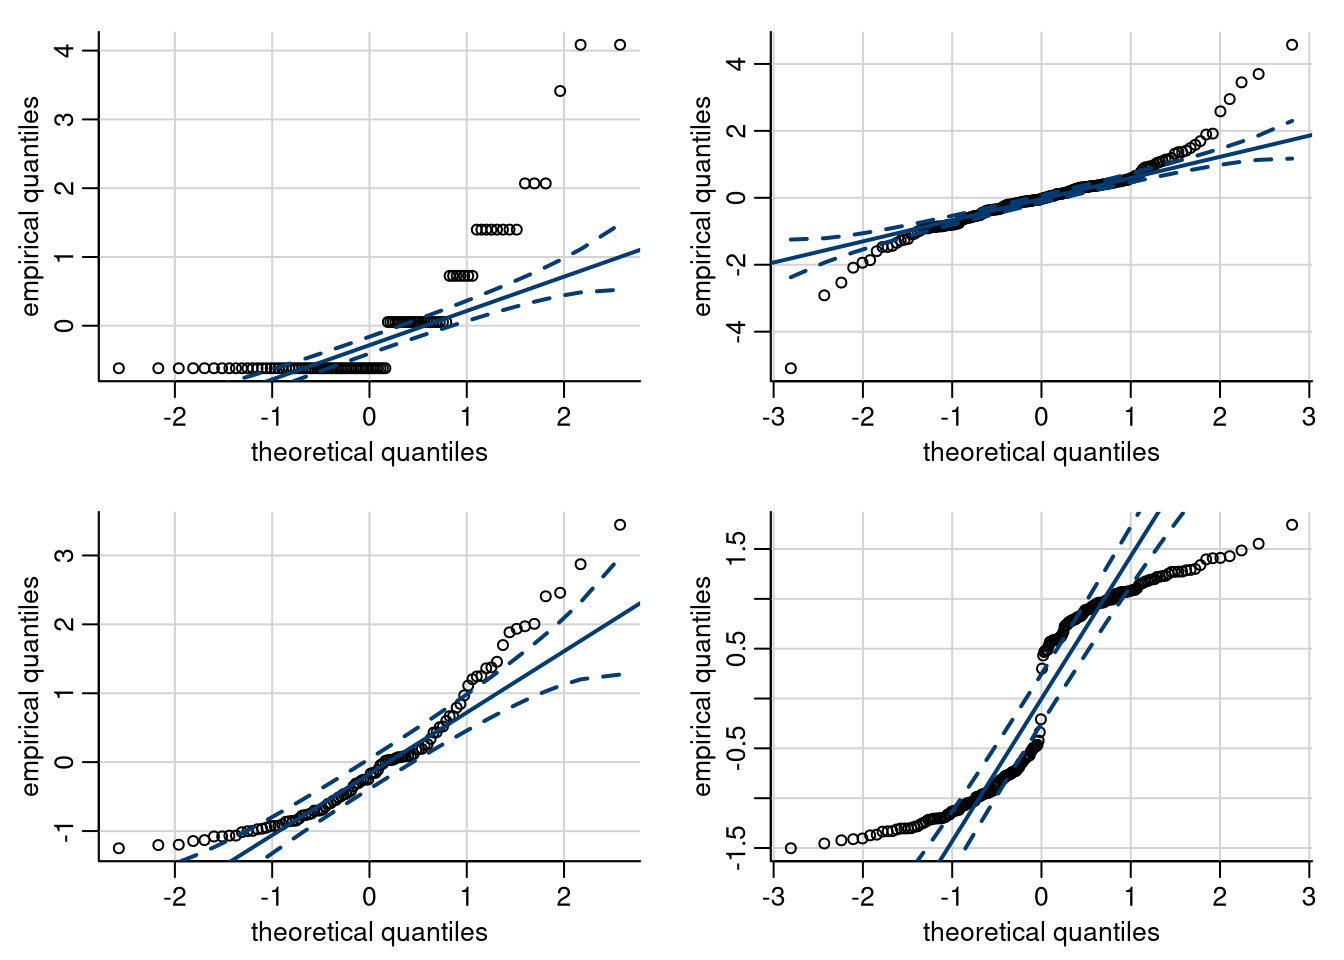 4
3
2
1
0
empirical quantiles
-2 -1 0 1 2
theoretical quantiles
4
2
0
-2
-4
empirical quantiles
-3 -2 -1 0 1 2 3
theoretical quantiles
3
2
1
0
-1
empirical quantiles
-2 -1 0 1 2
theoretical quantiles
1.5
0.5
-0.5
-1.5
empirical quantiles
-3 -2 -1 0 1 2 3
theoretical quantiles